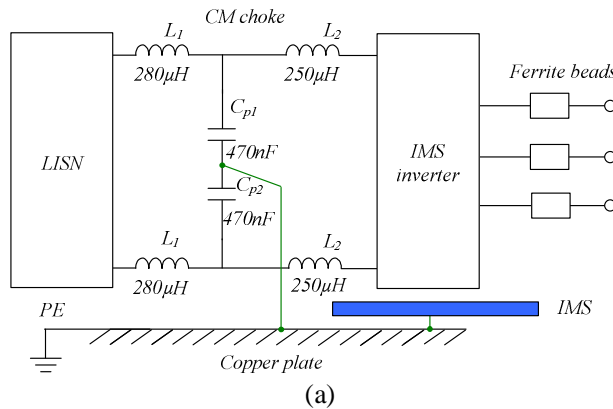 CM choke
L1
L2
280μH
250μH
Ferrite beads
Cp1
470nF
LISN
IMS
inverter
Cp2
470nF
L1
L2
280μH
250μH
PE
IMS
Copper plate
(a)